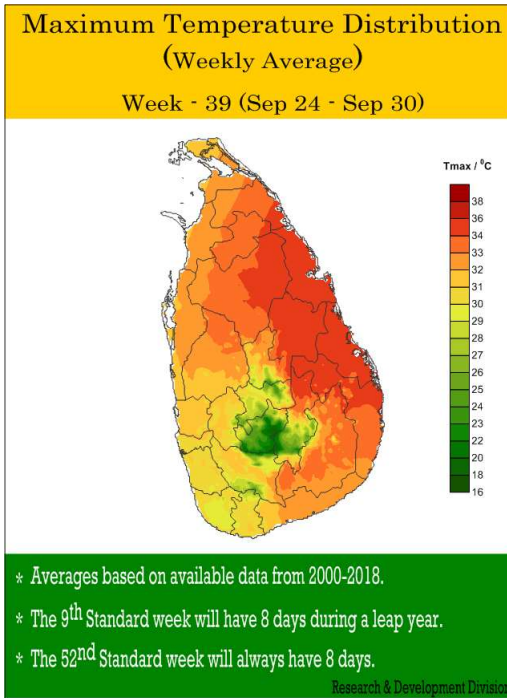 Maximum Temperature Distribution
(Weekly Average)
Week - 39 (Sep 24 - Sep 30)
Tmax / ⁰C
38
36
34
33
32
31
30
29
28
27
26
25
24
23
22
20
18
16
* Averages based on available data from 2000-2018.
* The 9th Standard week will have 8 days during a leap year.
* The 52nd Standard week will always have 8 days.
Research & Development Division